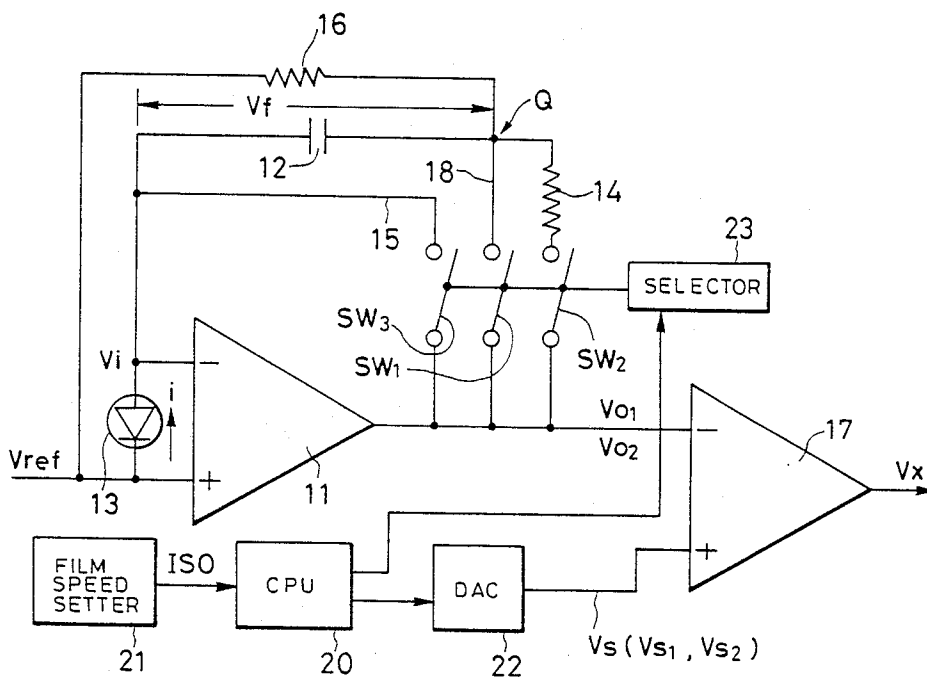 16
Vf
Q
12
18
14
15
23
SELECTOR
SW3
SW1
SW2
Vi
i
13
11
Vref
Vo1
Vo2
17
Vx
FILM
SPEED
SETTER
ISO
CPU
DAC
21
20
22
Vs(Vs1, Vs2)
−
+
−
+